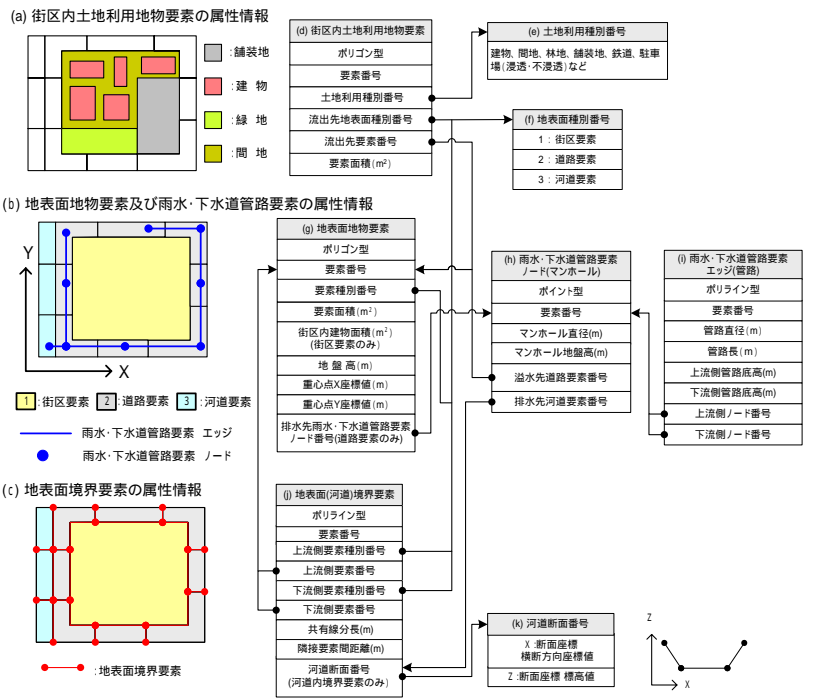 (a) 街区内土地利用地物要素の属性情報
:舗装地
:建 物
:緑 地
:間 地
(d) 街区内土地利用地物要素
ポリゴン型
要素番号
土地利用種別番号
流出先地表面種別番号
流出先要素番号
要素面積(m²)
(e) 土地利用種別番号
建物、間地、林地、舗装地、鉄道、駐車
場(浸透・不浸透)など
(f) 地表面種別番号
1 : 街区要素
2 : 道路要素
3 : 河道要素
(b) 地表面地物要素及び雨水・下水道管路要素の属性情報
Y
X
1 :街区要素
2 :道路要素
3 :河道要素
雨水・下水道管路要素 エッジ
雨水・下水道管路要素 ノード
(g) 地表面地物要素
ポリゴン型
要素番号
要素種別番号
要素面積(m²)
街区内建物面積(m²)
(街区要素のみ)
地 盤 高(m)
重心点X座標値(m)
重心点Y座標値(m)
排水先雨水・下水道管路要素
ノード番号(道路要素のみ)
(h) 雨水・下水道管路要素
ノード(マンホール)
ポイント型
要素番号
マンホール直径(m)
マンホール地盤高(m)
溢水先道路要素番号
排水先河道要素番号
(i) 雨水・下水道管路要素
エッジ(管路)
ポリライン型
要素番号
管路直径(m)
管路長(m)
上流側管路底高(m)
下流側管路底高(m)
上流側ノード番号
下流側ノード番号
(c) 地表面境界要素の属性情報
:地表面境界要素
(j) 地表面(河道)境界要素
ポリライン型
要素番号
上流側要素種別番号
上流側要素番号
下流側要素種別番号
下流側要素番号
共有線分長(m)
隣接要素間距離(m)
河道断面番号
(河道内境界要素のみ)
(k) 河道断面番号
X :断面座標
横断方向座標値
Z :断面座標 標高値
Z
X